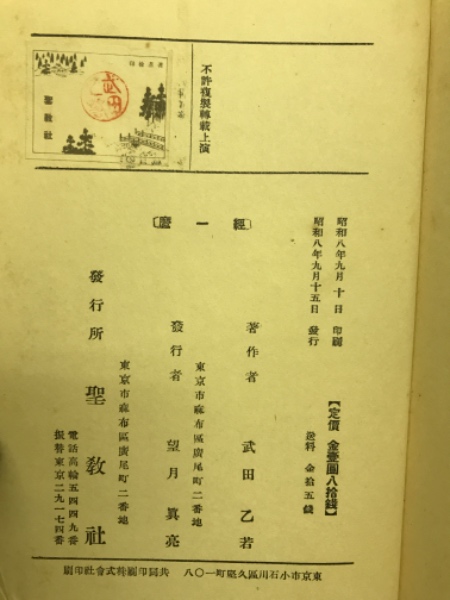 不許複製轉載上演
武田
聖敎社
昭和八年九月十日 印刷
昭和八年九月十五日 發行
【定價 金壹圓八拾錢】
送料 金拾五錢
〔經一麿〕
著作者 武田乙若
東京市麻布區廣尾町二番地
發行者 望月眞亮
東京市麻布區廣尾町二番地
發行所 聖敎社
電話高輪五四四九番
振替東京二九一七四番
東京市小石川區久堅町一〇八 共同印刷株式會社印刷